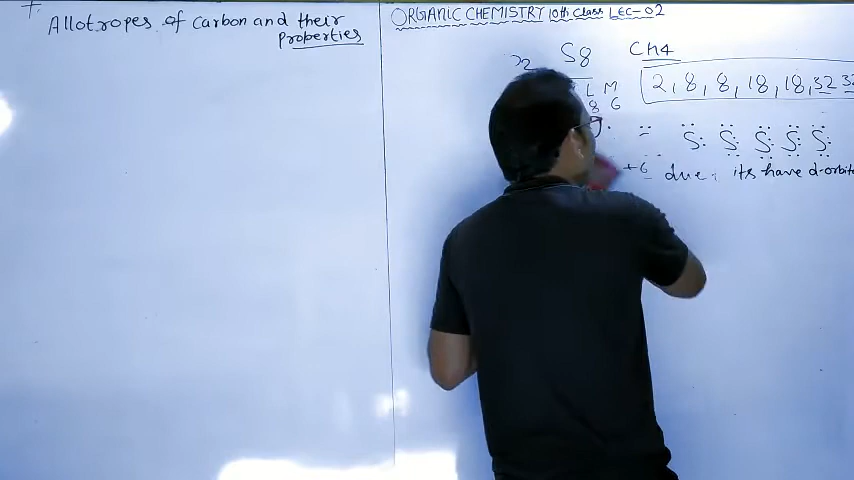 Allotropes of Carbon and their
Properties
ORGANIC CHEMISTRY 10th Class LEC-02
S8 CH4
L M
8 6
2, 8, 8, 18, 18, 32
S S S S S
+6 due, its have d-orbit